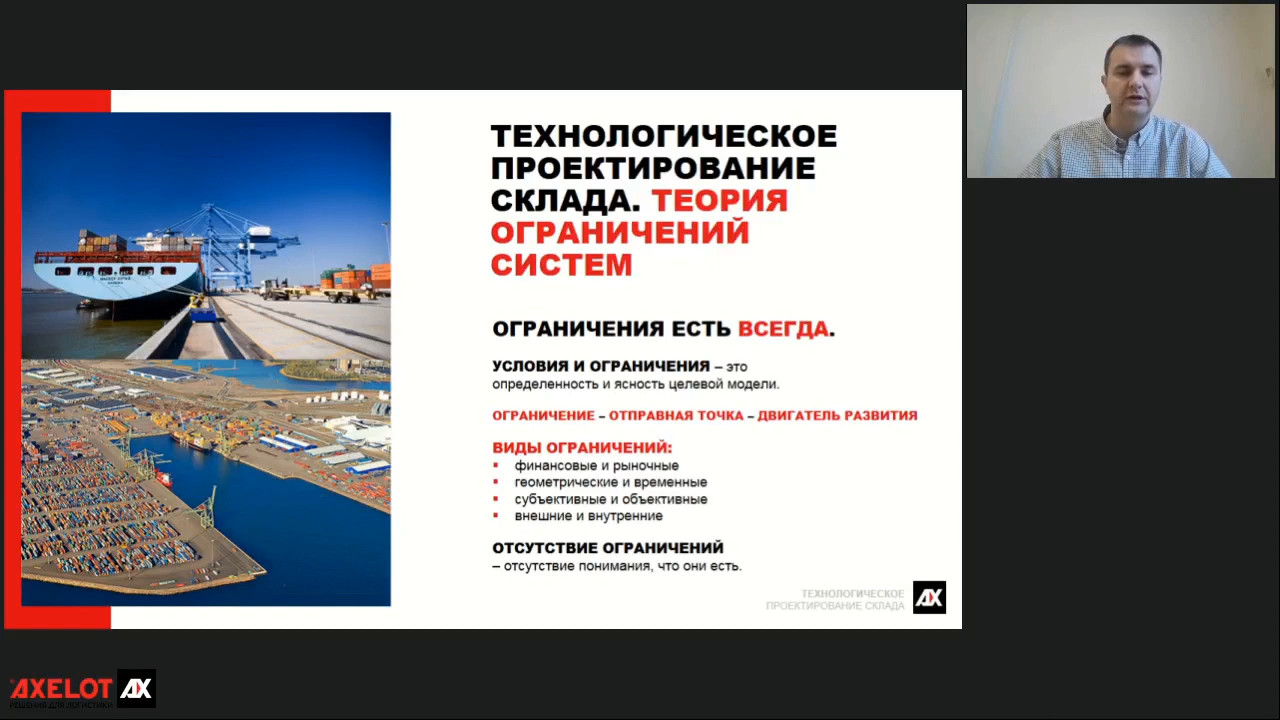 ТЕХНОЛОГИЧЕСКОЕ
ПРОЕКТИРОВАНИЕ
СКЛАДА. ТЕОРИЯ
ОГРАНИЧЕНИЙ
СИСТЕМ
ОГРАНИЧЕНИЯ ЕСТЬ ВСЕГДА.
УСЛОВИЯ И ОГРАНИЧЕНИЯ – это
определенность и ясность целевой модели.
ОГРАНИЧЕНИЕ – ОТПРАВНАЯ ТОЧКА – ДВИГАТЕЛЬ РАЗВИТИЯ
ВИДЫ ОГРАНИЧЕНИЙ:
▪ финансовые и рыночные
▪ геометрические и временные
▪ субъективные и объективные
▪ внешние и внутренние
ОТСУТСТВИЕ ОГРАНИЧЕНИЙ
– отсутствие понимания, что они есть.
ТЕХНОЛОГИЧЕСКОЕ
ПРОЕКТИРОВАНИЕ СКЛАДА
AX
AXELOT AX
РЕШЕНИЯ ДЛЯ ЛОГИСТИКИ